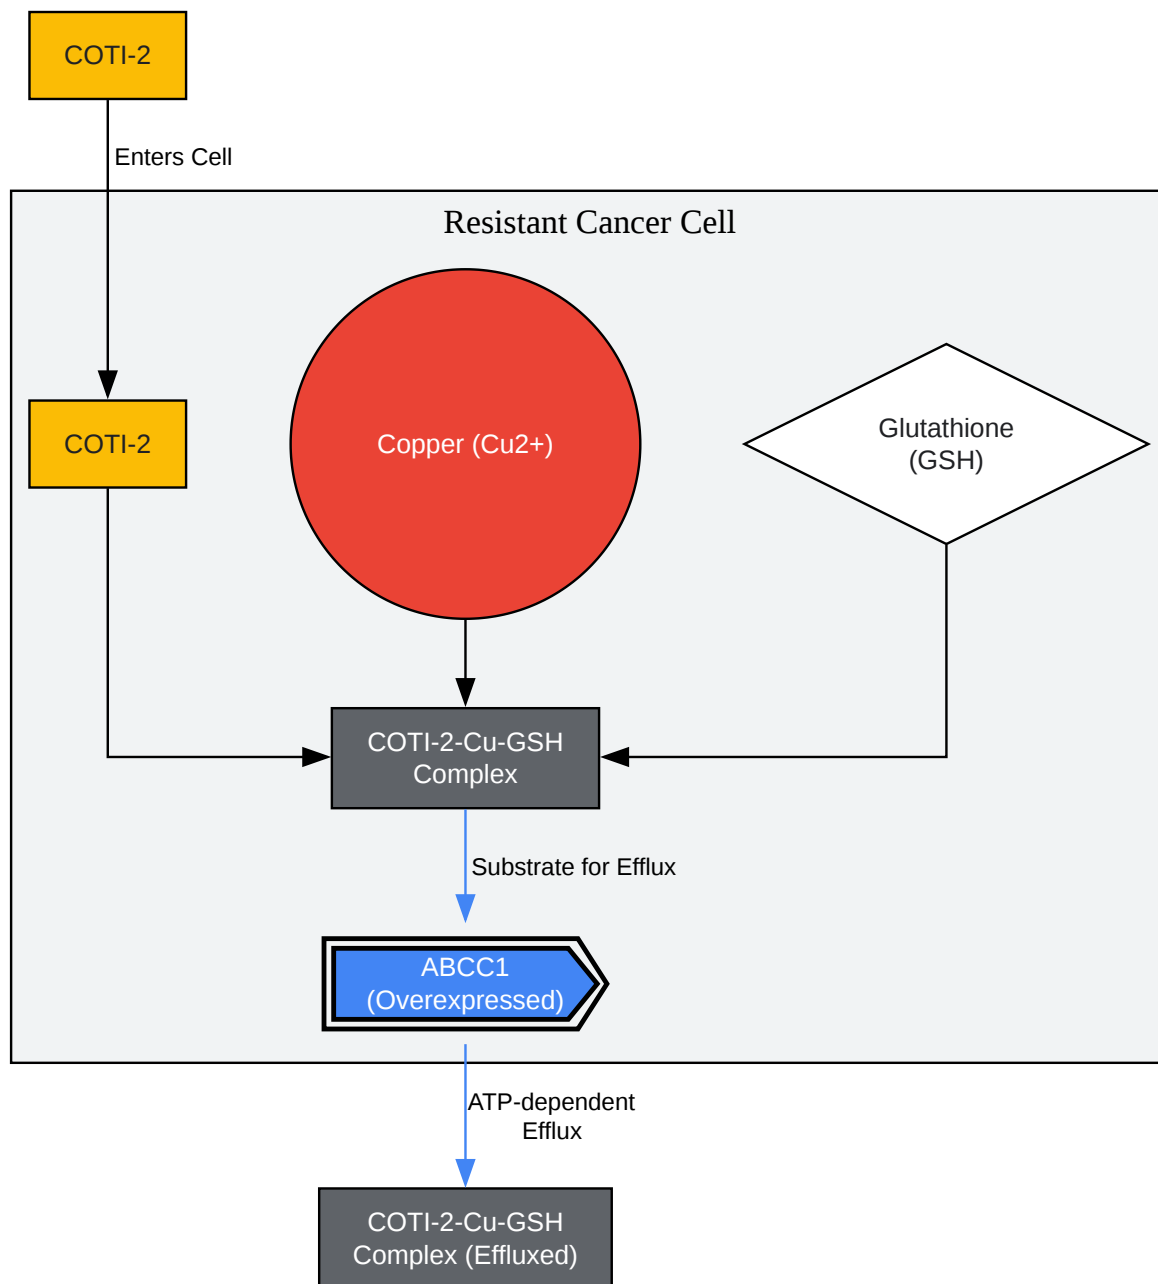 COTI-2
Enters Cell
Resistant Cancer Cell
COTI-2
Copper (Cu2+)
Glutathione
(GSH)
COTI-2-Cu-GSH
Complex
Substrate for Efflux
ABCC1
(Overexpressed)
ATP-dependent
Efflux
COTI-2-Cu-GSH
Complex (Effluxed)